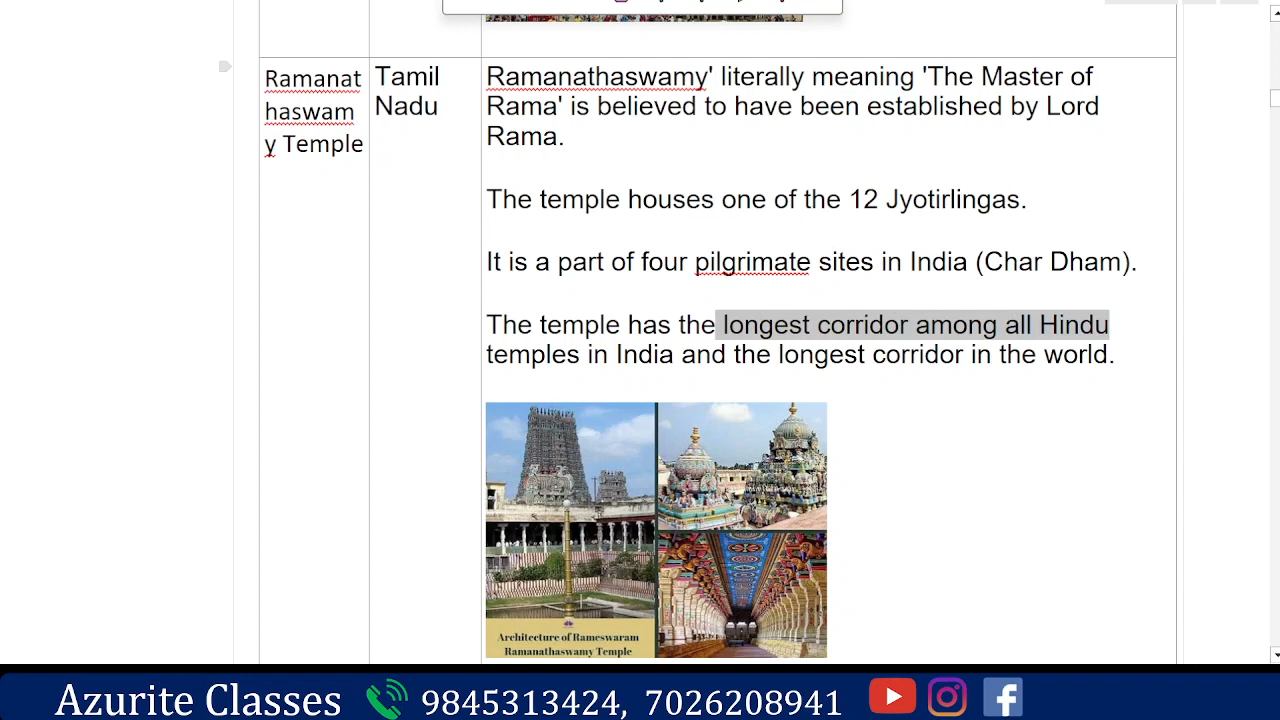 Ramanat
haswam
y Temple
Tamil
Nadu
Ramanathaswamy' literally meaning 'The Master of
Rama' is believed to have been established by Lord
Rama.
The temple houses one of the 12 Jyotirlingas.
It is a part of four pilgrimate sites in India (Char Dham).
The temple has the longest corridor among all Hindu
temples in India and the longest corridor in the world.
Architecture of Rameswaram
Ramanathaswamy Temple
Azurite Classes 9845313424, 7026208941